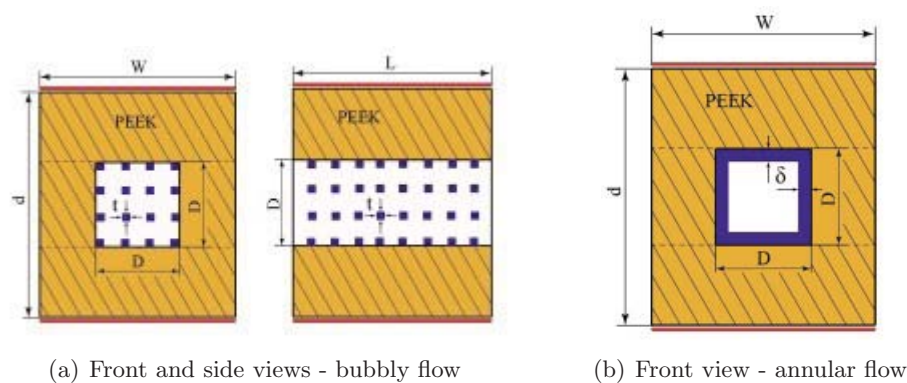 W
L
W
PEEK
PEEK
PEEK
d
t
D
D
D
t
d
δ
D
D
(a) Front and side views - bubbly flow
(b) Front view - annular flow